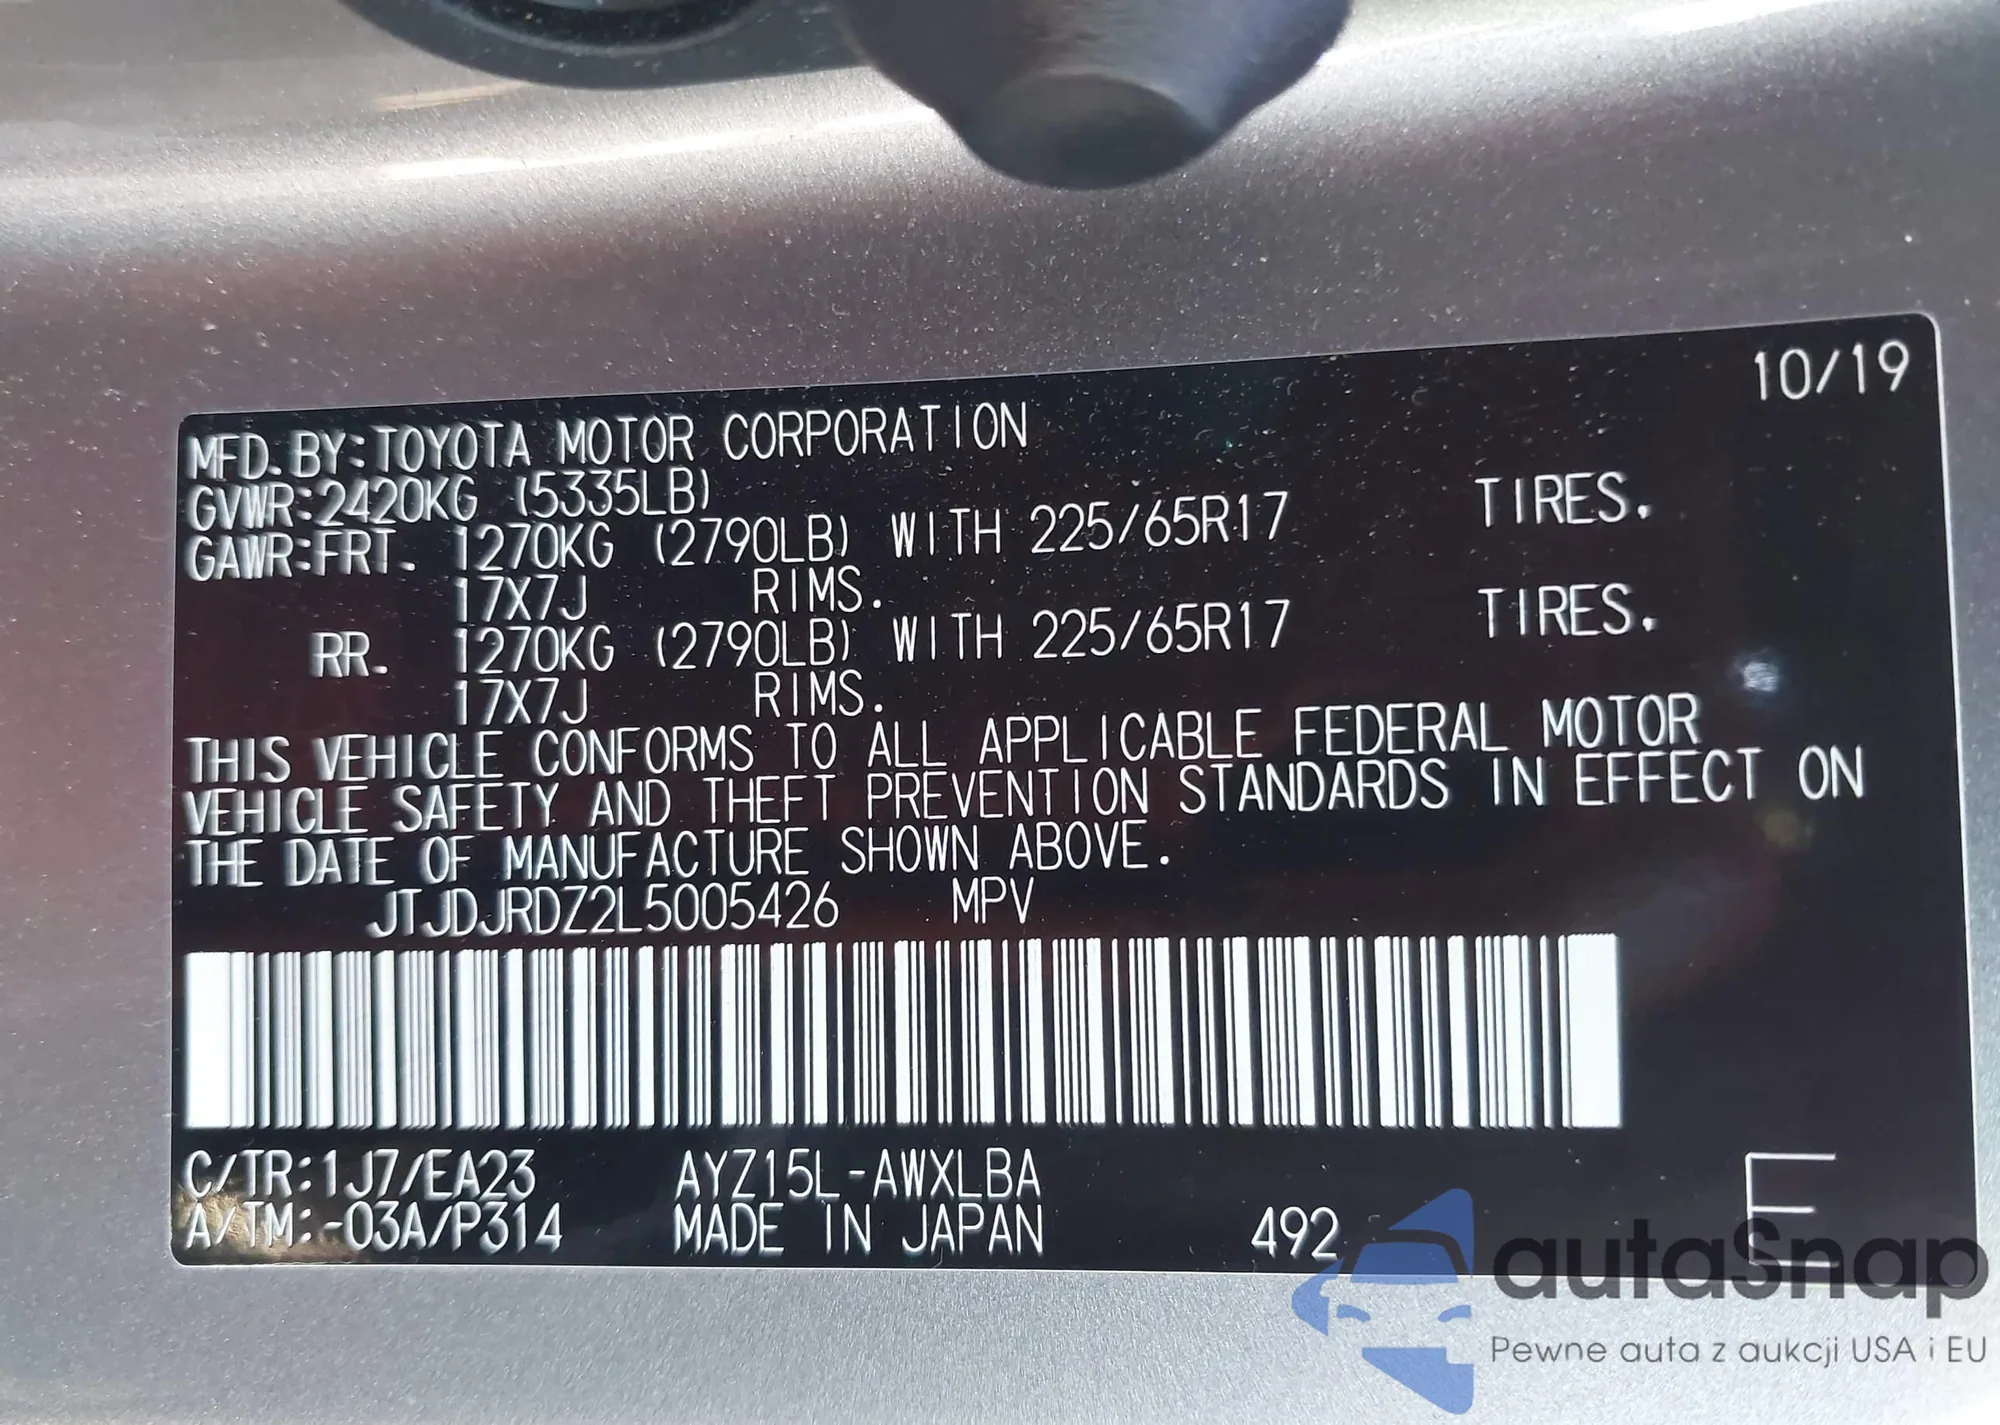 10/19
MFD. BY: TOYOTA MOTOR CORPORATION
GVWR: 2420KG (5335LB)
GAWR: FRT. 1270KG (2790LB) WITH 225/65R17 TIRES.
17X7J RIMS.
RR. 1270KG (2790LB) WITH 225/65R17 TIRES.
17X7J RIMS.
THIS VEHICLE CONFORMS TO ALL APPLICABLE FEDERAL MOTOR
VEHICLE SAFETY AND THEFT PREVENTION STANDARDS IN EFFECT ON
THE DATE OF MANUFACTURE SHOWN ABOVE.
JTJDJRDZ2L5005426 MPV
C/TR: 1J7/EA23 AYZ15L-AWXLBA
A/TM: -03A/P314 MADE IN JAPAN 492 E
autoSnap
Pewne auta z aukcji USA i EU